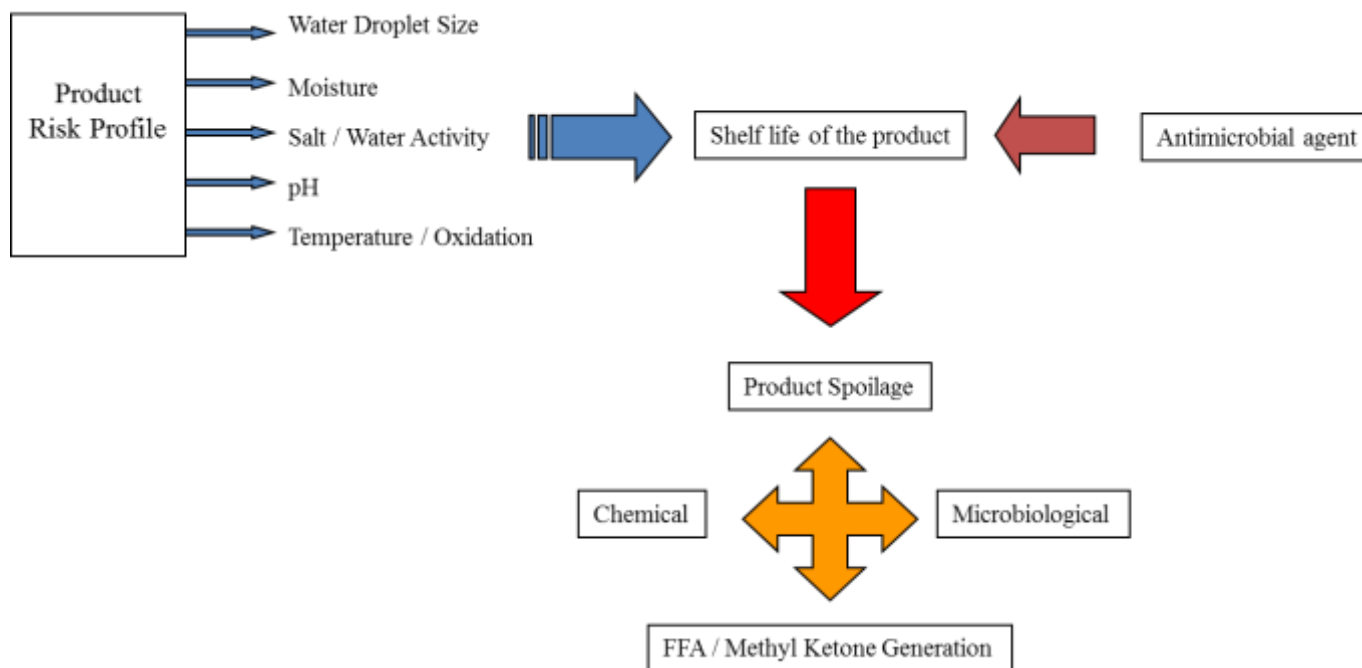 Product
Risk Profile
Water Droplet Size
Moisture
Salt / Water Activity
pH
Temperature / Oxidation
Shelf life of the product
Antimicrobial agent
Product Spoilage
Chemical
Microbiological
FFA / Methyl Ketone Generation